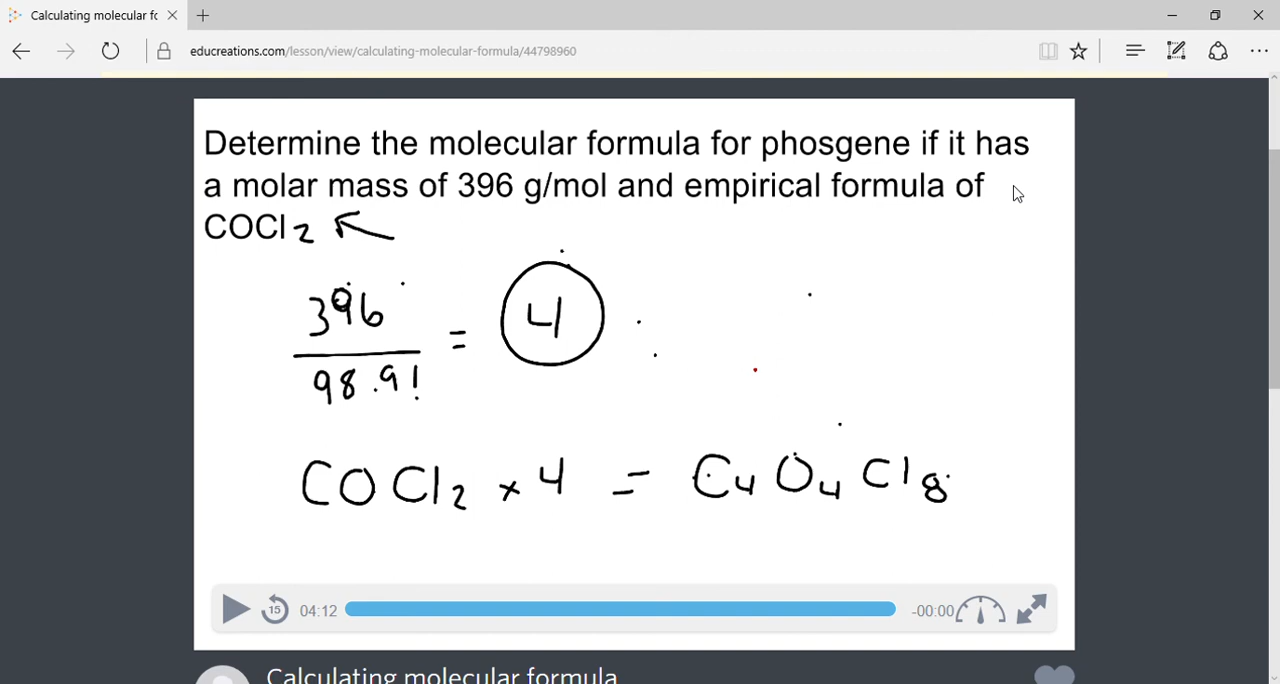 Calculating molecular fo
educreations.com/lesson/view/calculating-molecular-formula/44798960
Determine the molecular formula for phosgene if it has
a molar mass of 396 g/mol and empirical formula of
COCl2
396
98.91
= 4
COCl2 × 4 = C4O4Cl8
15 04:12 -00:00
Calculating molecular formula